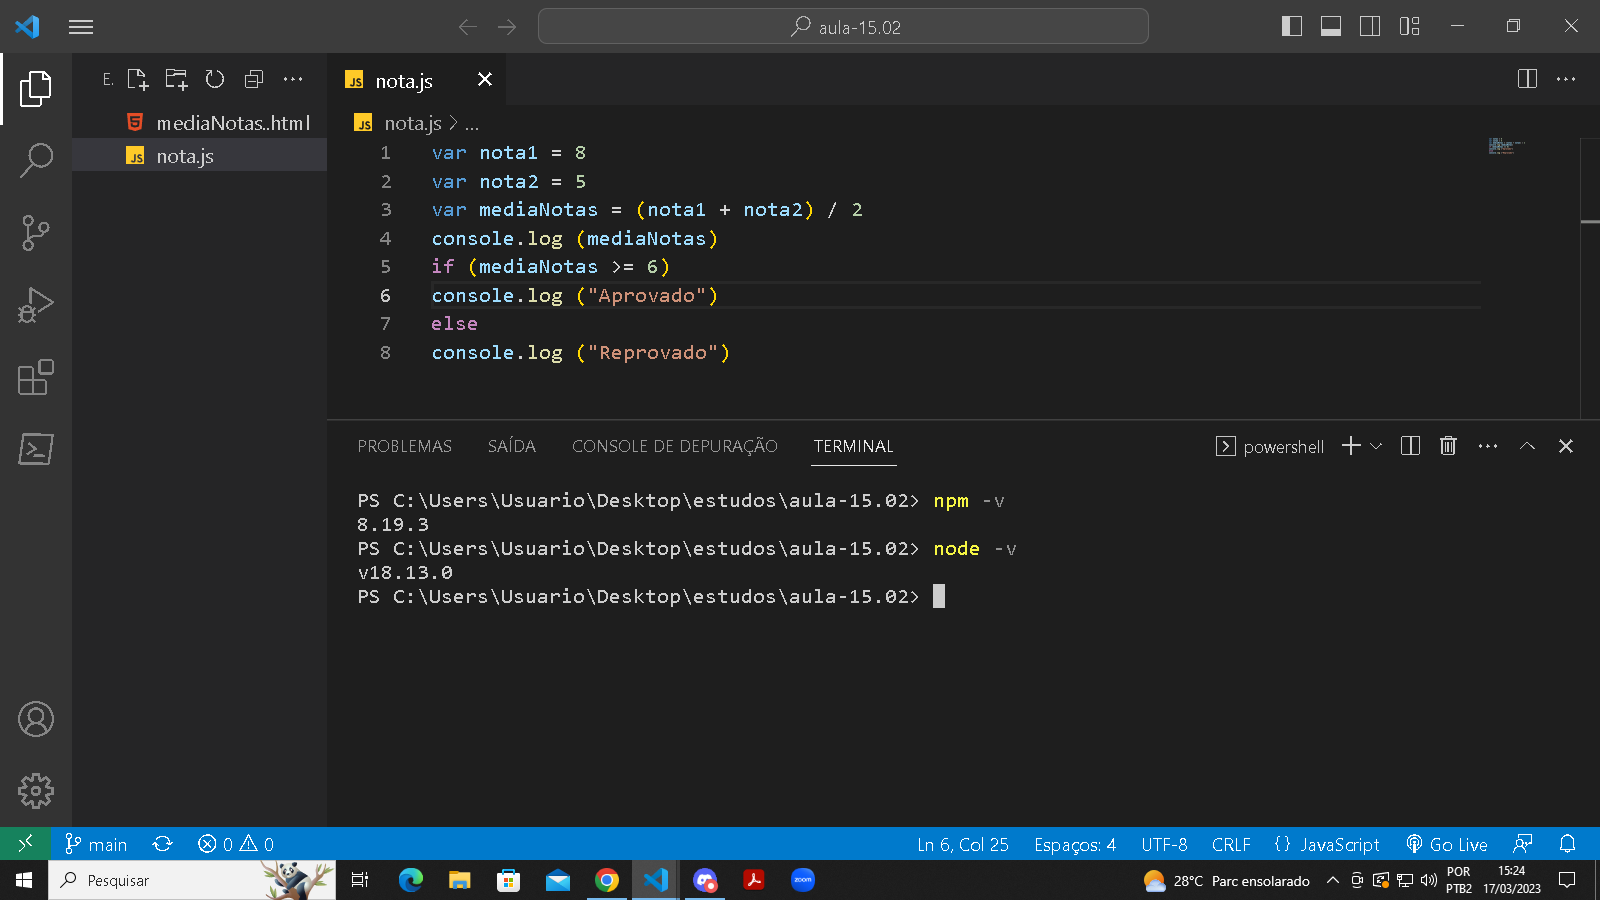 aula-15.02
E.
mediaNotas..html
nota.js
nota.js
nota.js > ...
1 var nota1 = 8
2 var nota2 = 5
3 var mediaNotas = (nota1 + nota2) / 2
4 console.log (mediaNotas)
5 if (mediaNotas >= 6)
6 console.log ("Aprovado")
7 else
8 console.log ("Reprovado")
PROBLEMAS SAÍDA CONSOLE DE DEPURAÇÃO TERMINAL powershell
PS C:\Users\Usuario\Desktop\estudos\aula-15.02> npm -v
8.19.3
PS C:\Users\Usuario\Desktop\estudos\aula-15.02> node -v
v18.13.0
PS C:\Users\Usuario\Desktop\estudos\aula-15.02>
main 0 0 Ln 6, Col 25 Espaços: 4 UTF-8 CRLF {} JavaScript Go Live
Pesquisar zoom 28°C Parc ensolarado POR PTB2 15:24 17/03/2023